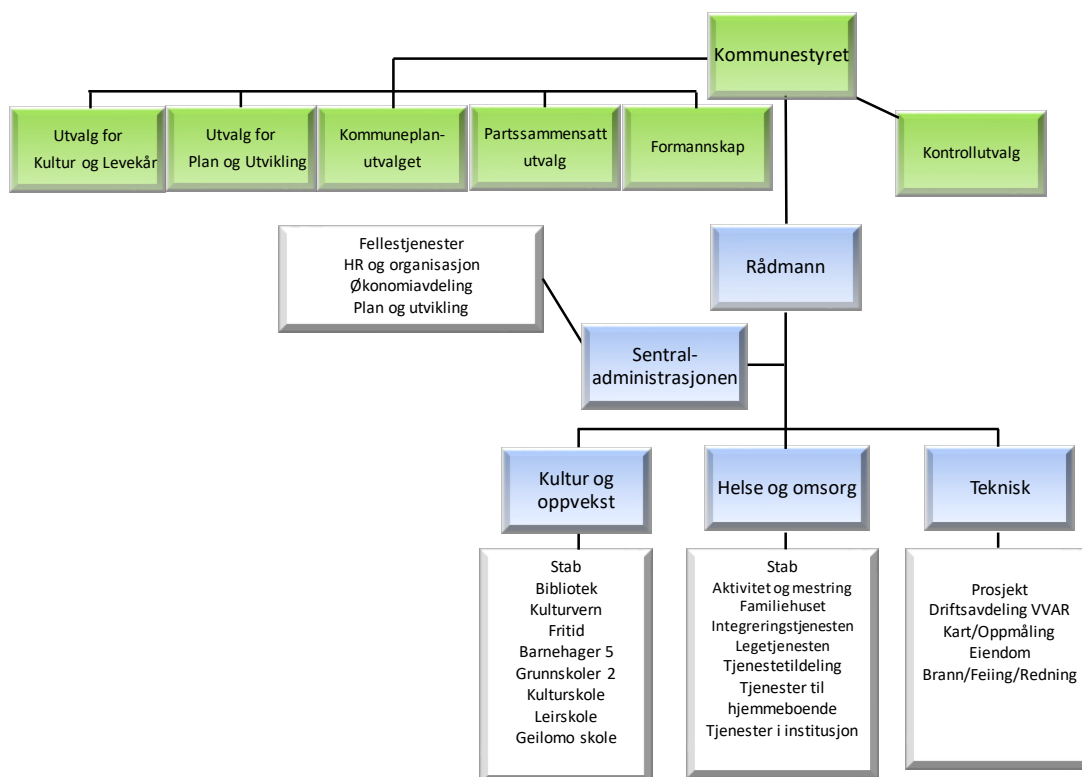 Kommunestyret
Utvalg for
Kultur og Levekår
Utvalg for
Plan og Utvikling
Kommuneplan-
utvalget
Partssammensatt
utvalg
Formannskap
Kontrollutvalg
Fellestjenester
HR og organisasjon
Økonomiavdeling
Plan og utvikling
Rådmann
Sentral-
administrasjonen
Kultur og
oppvekst
Helse og omsorg
Teknisk
Stab
Bibliotek
Kulturvern
Fritid
Barnehager 5
Grunnskoler 2
Kulturskole
Leirskole
Geilomo skole
Stab
Aktivitet og mestring
Familiehuset
Integreringstjenesten
Legetjenesten
Tjenestetildeling
Tjenester til
hjemmeboende
Tjenester i institusjon
Prosjekt
Driftsavdeling VVAR
Kart/Oppmåling
Eiendom
Brann/Feiing/Redning